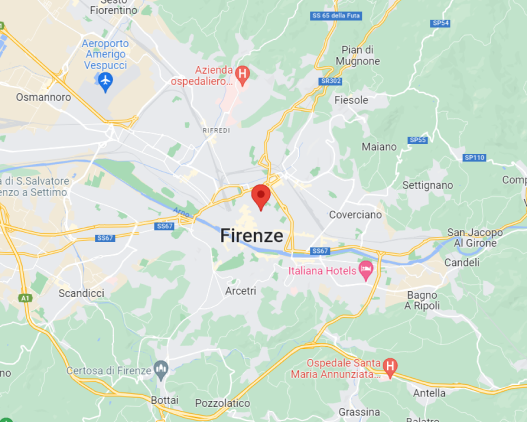 Sesto
Fiorentino
SS 65 della Futa
SP54
Aeroporto
Amerigo
Vespucci
Pian di
Mugnone
Azienda
ospedaliero...
H
SR302
Osmannoro
Fiesole
RIFREDI
Maiano
SP55
SP110
a di S.Salvatore
enzo a Settimo
Settignano
Comp
Arno
Coverciano
SS67
SS67
Firenze
San Jacopo
Al Girone
SS67
Candeli
Italiana Hotels
A1
Scandicci
Arcetri
Bagno
A Ripoli
Certosa di Firenze
Ospedale Santa
Maria Annunziata...
H
no
Bottai
Pozzolatico
Antella
Grassina
Balatro